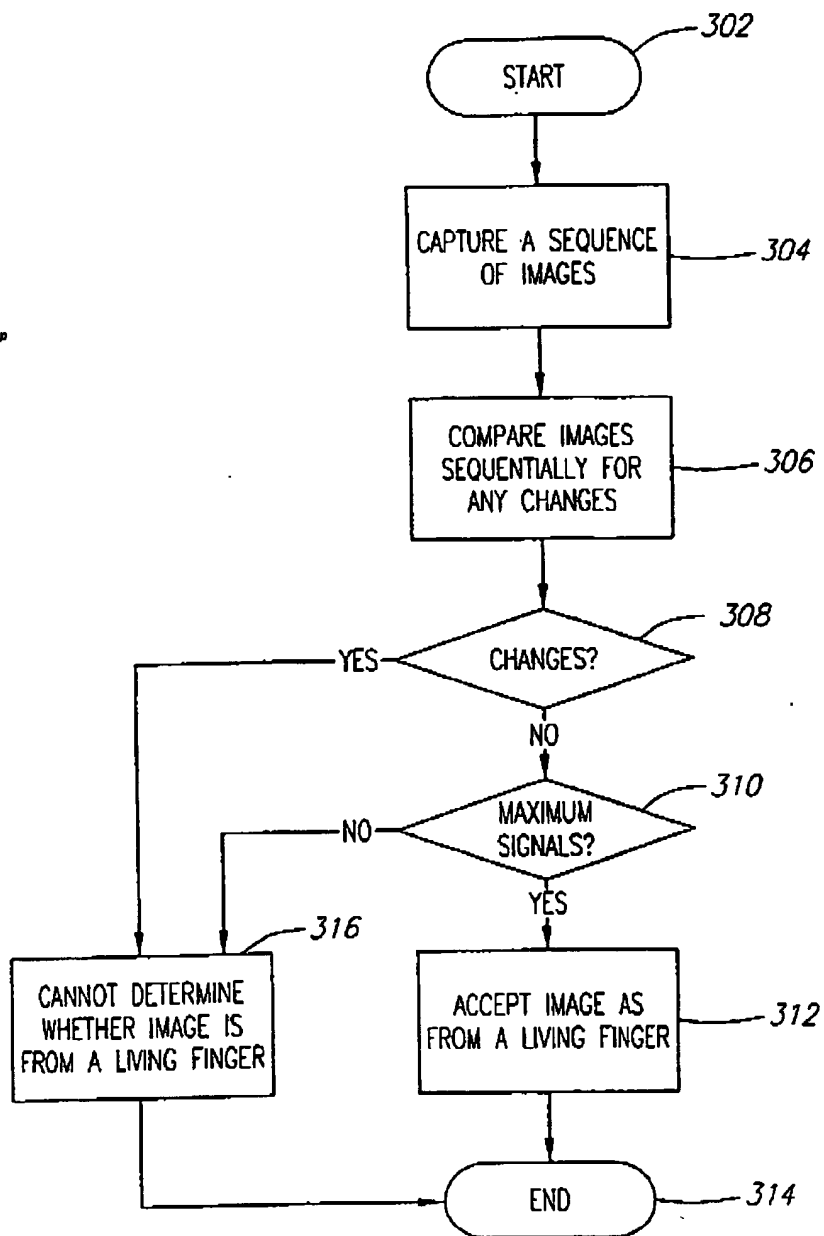 302
START
CAPTURE A SEQUENCE
OF IMAGES
304
COMPARE IMAGES
SEQUENTIALLY FOR
ANY CHANGES
306
CHANGES?
308
YES
NO
MAXIMUM
SIGNALS?
310
NO
YES
316
CANNOT DETERMINE
WHETHER IMAGE IS
FROM A LIVING FINGER
ACCEPT IMAGE AS
FROM A LIVING FINGER
312
END
314